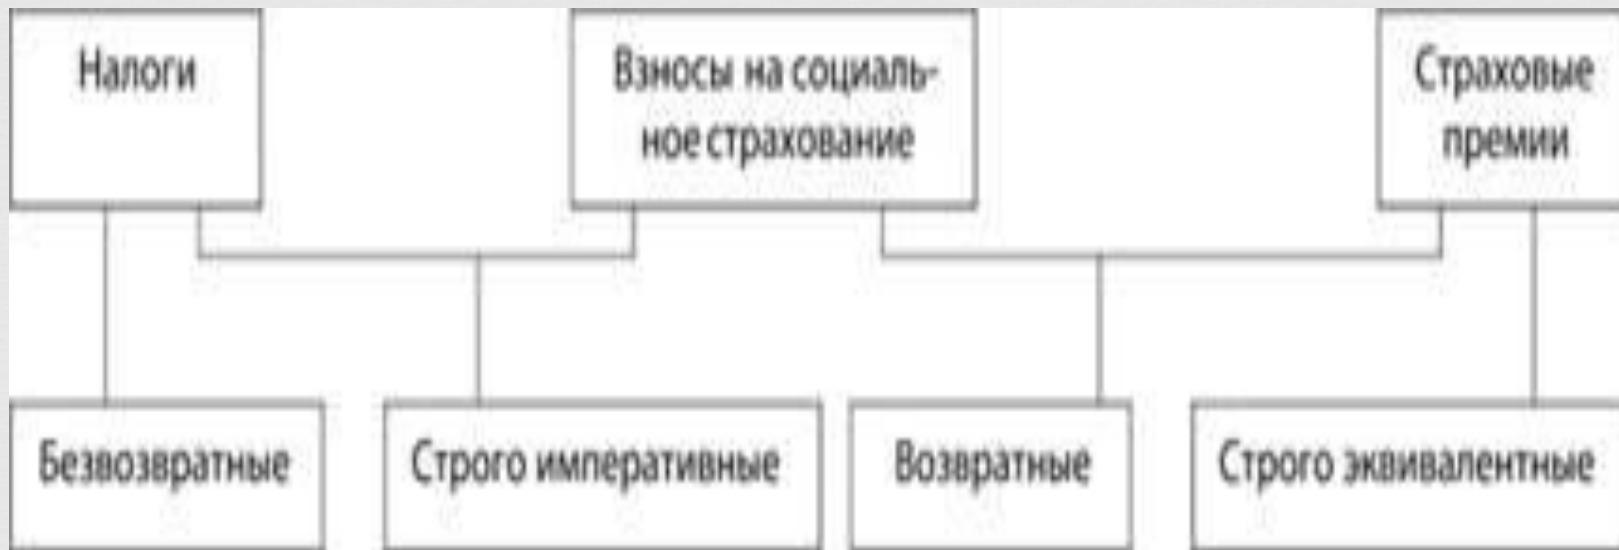 Налоги
Взносы на социаль-
ное страхование
Страховые
премии
Безвозвратные
Строго императивные
Возвратные
Строго эквивалентные